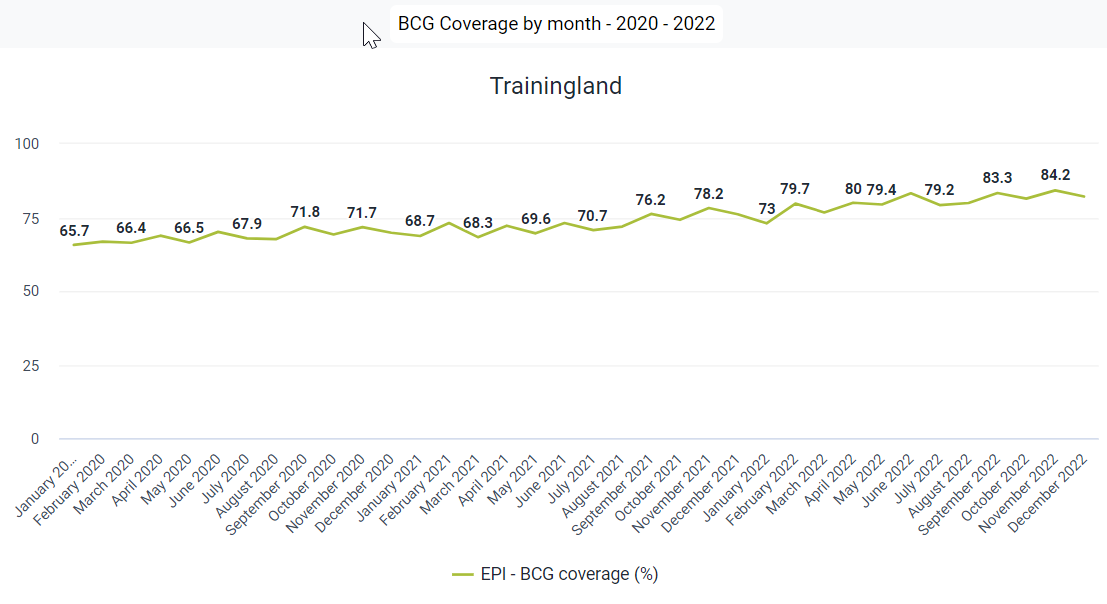 BCG Coverage by month - 2020 - 2022
Trainingland
100
75
50
25
0
65.7
66.4
66.5
67.9
71.8
71.7
68.7
68.3
69.6
70.7
76.2
78.2
73
79.7
80
79.4
79.2
83.3
84.2
January 20...
February 2020
March 2020
April 2020
May 2020
June 2020
July 2020
August 2020
September 2020
October 2020
November 2020
December 2020
January 2021
February 2021
March 2021
April 2021
May 2021
June 2021
July 2021
August 2021
September 2021
October 2021
November 2021
December 2021
January 2022
February 2022
March 2022
April 2022
May 2022
June 2022
July 2022
August 2022
September 2022
October 2022
November 2022
December 2022
EPI - BCG coverage (%)